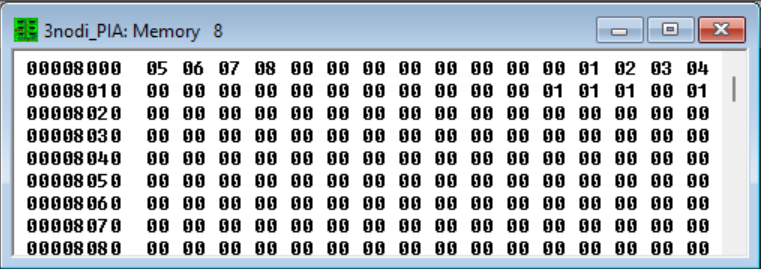 3nodi_PIA: Memory 8
00008000 05 06 07 08 00 00 00 00 00 00 00 00 01 02 03 04
00008010 00 00 00 00 00 00 00 00 00 00 00 01 01 01 00 01
00008020 00 00 00 00 00 00 00 00 00 00 00 00 00 00 00 00
00008030 00 00 00 00 00 00 00 00 00 00 00 00 00 00 00 00
00008040 00 00 00 00 00 00 00 00 00 00 00 00 00 00 00 00
00008050 00 00 00 00 00 00 00 00 00 00 00 00 00 00 00 00
00008060 00 00 00 00 00 00 00 00 00 00 00 00 00 00 00 00
00008070 00 00 00 00 00 00 00 00 00 00 00 00 00 00 00 00
00008080 00 00 00 00 00 00 00 00 00 00 00 00 00 00 00 00